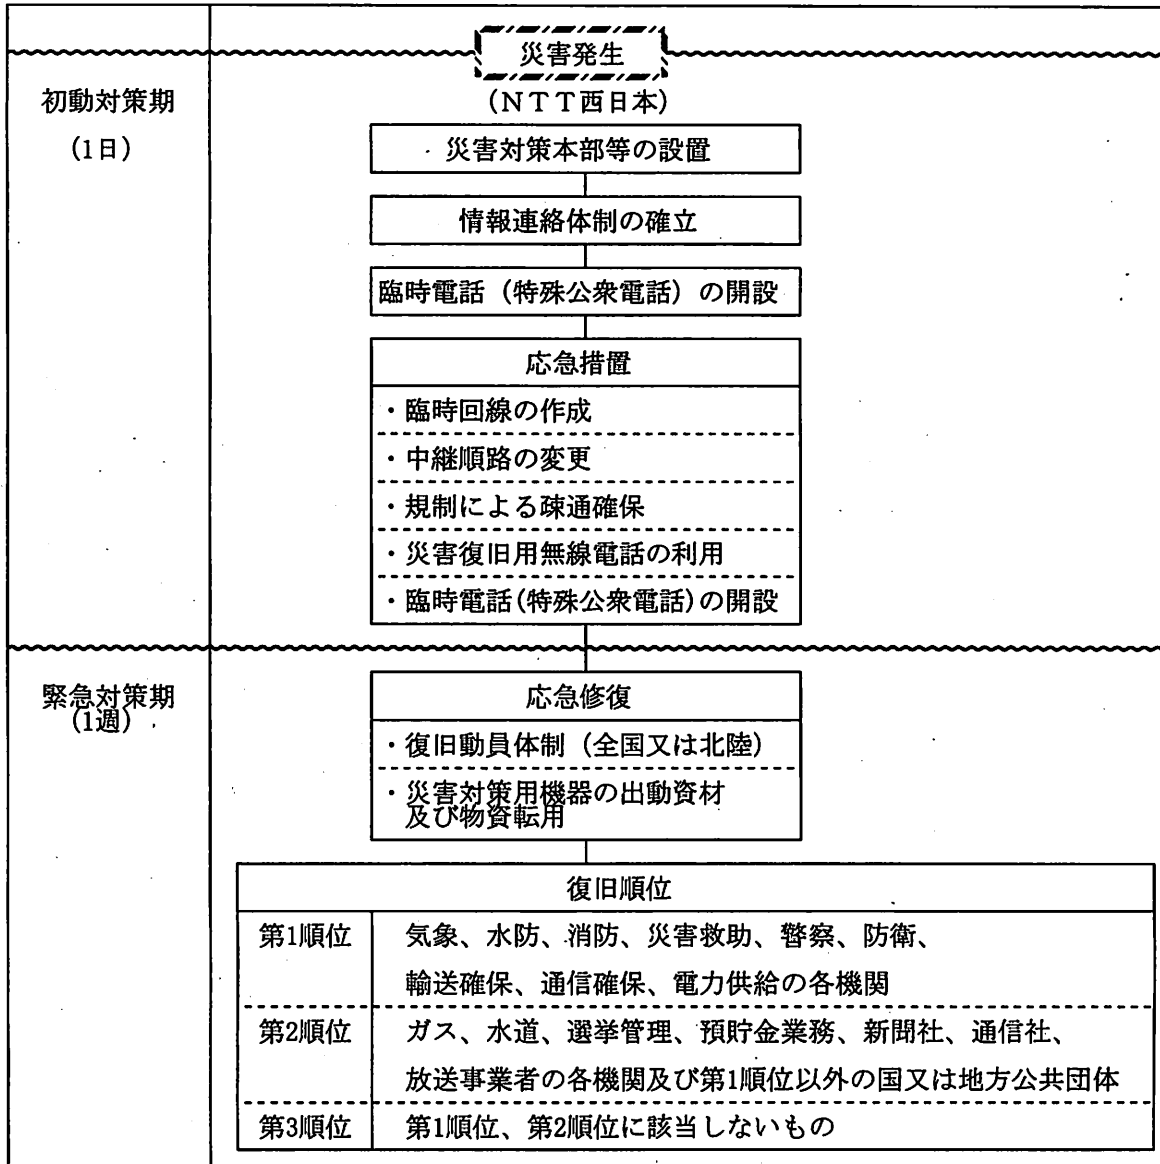 災害発生
初動対策期
(1日)
(NTT西日本)
災害対策本部等の設置
情報連絡体制の確立
臨時電話(特殊公衆電話)の開設
応急措置
・臨時回線の作成
・中継順路の変更
・規制による疎通確保
・災害復旧用無線電話の利用
・臨時電話(特殊公衆電話)の開設
緊急対策期
(1週)
応急修復
・復旧動員体制(全国又は北陸)
・災害対策用機器の出動資材
及び物資転用
復旧順位
第1順位 気象、水防、消防、災害救助、警察、防衛、
輸送確保、通信確保、電力供給の各機関
第2順位 ガス、水道、選挙管理、預貯金業務、新聞社、通信社、
放送事業者の各機関及び第1順位以外の国又は地方公共団体
第3順位 第1順位、第2順位に該当しないもの